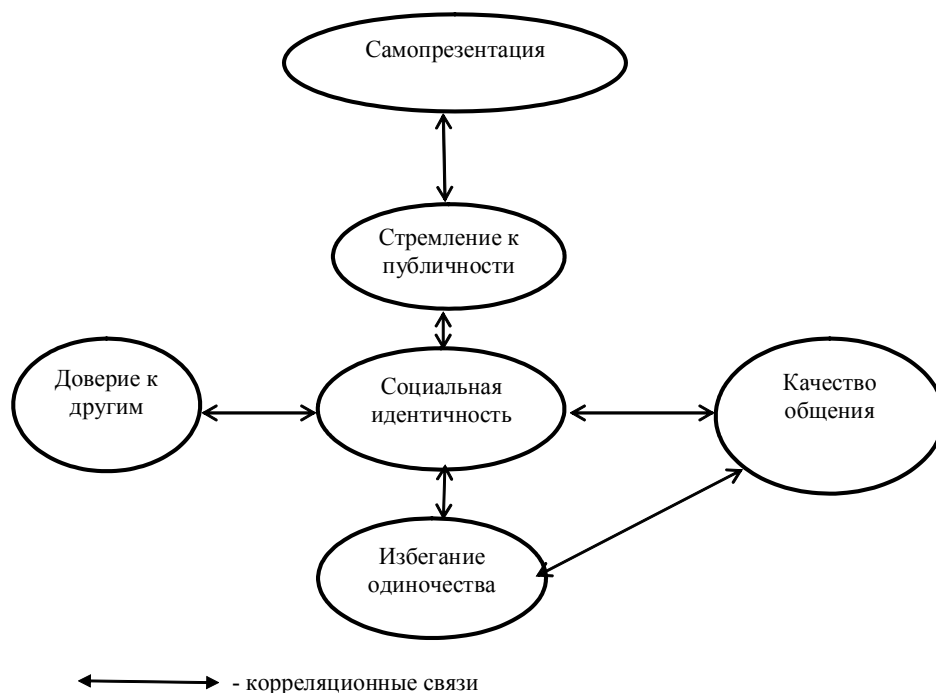 Самопрезентация
Стремление к
публичности
Доверие к
другим
Социальная
идентичность
Качество
общения
Избегание
одиночества
- корреляционные связи